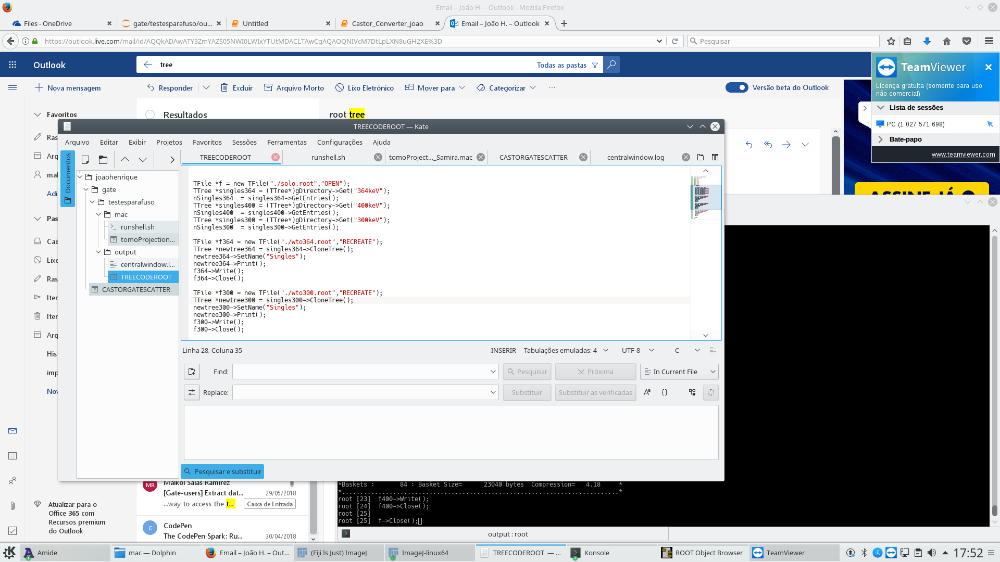 Email – João H. – Outlook - Mozilla Firefox
Files - OneDrive
gate/testesparafuso/ou...
Untitled
Castor_Converter_joao
Email – João H. – Outlook
https://outlook.live.com/mail/id/AQQkADAwATY3ZmYAZS05NWI0LWIxYTUtMDACLTAwCgAQAOQNIVcM7DtLpLXN8uGH2XE%3D
Pesquisar
Outlook
tree
Todas as pastas
Nova mensagem
Responder
Excluir
Arquivo Morto
Lixo Eletrônico
Mover para
Categorizar
Versão beta do Outlook
TeamViewer
Licença gratuita (somente para uso
não comercial)
Lista de sessões
PC (1 027 571 698)
Bate-papo
www.teamviewer.com
ASSINE JÁ
Favoritos
Ras
Arq
mal
Adi
Pas
Cai
Lixo
Ras
Iter
Iter
Arq
Hist
imp
Nov
Resultados
root tree
TREECODEROOT — Kate
Arquivo
Editar
Exibir
Projetos
Favoritos
Sessões
Ferramentas
Configurações
Ajuda
Documentos
TREECODEROOT
runshell.sh
tomoProject..._Samira.mac
CASTORGATESCATTER
centralwindow.log
joaohenrique
gate
testesparafuso
mac
runshell.sh
tomoProjection...
output
centralwindow.l...
TREECODEROOT
CASTORGATESCATTER
TFile *f = new TFile("./solo.root","OPEN");
TTree *singles364 = (TTree*)gDirectory->Get("364keV");
nSingles364  = singles364->GetEntries();
TTree *singles400 = (TTree*)gDirectory->Get("400keV");
nSingles400  = singles400->GetEntries();
TTree *singles300 = (TTree*)gDirectory->Get("300keV");
nSingles300  = singles300->GetEntries();
TFile *f364 = new TFile("./wto364.root","RECREATE");
TTree *newtree364 = singles364->CloneTree();
newtree364->SetName("Singles");
newtree364->Print();
f364->Write();
f364->Close();
TFile *f300 = new TFile("./wto300.root","RECREATE");
TTree *newtree300 = singles300->CloneTree();
newtree300->SetName("Singles");
newtree300->Print();
f300->Write();
f300->Close();
Linha 28, Coluna 35
INSERIR
Tabulações emuladas: 4
UTF-8
C
Find:
Pesquisar
Próxima
In Current File
Replace:
Substituir
Substituir as verificadas
Pesquisar e substituir
MR
Maikol Salas Ramirez
[Gate-users] Extract dat...
29/05/2018
...way to access the t...
Caixa de Entrada
C
CodePen
The CodePen Spark: Ru...
30/04/2018
Atualizar para o
Office 365 com
Recursos premium
do Outlook
*Baskets :       84 : Basket Size=      23040 bytes  Compression=   4.18     *
*............................................................................*
root [23]  f400->Write();
root [24]  f400->Close();
root [25]
root [25]  f->Close();
output : root
Amide
mac — Dolphin
Email – João H. – Out...
(Fiji Is Just) ImageJ
ImageJ-linux64
TREECODEROOT — ...
Konsole
ROOT Object Browser
TeamViewer
17:52